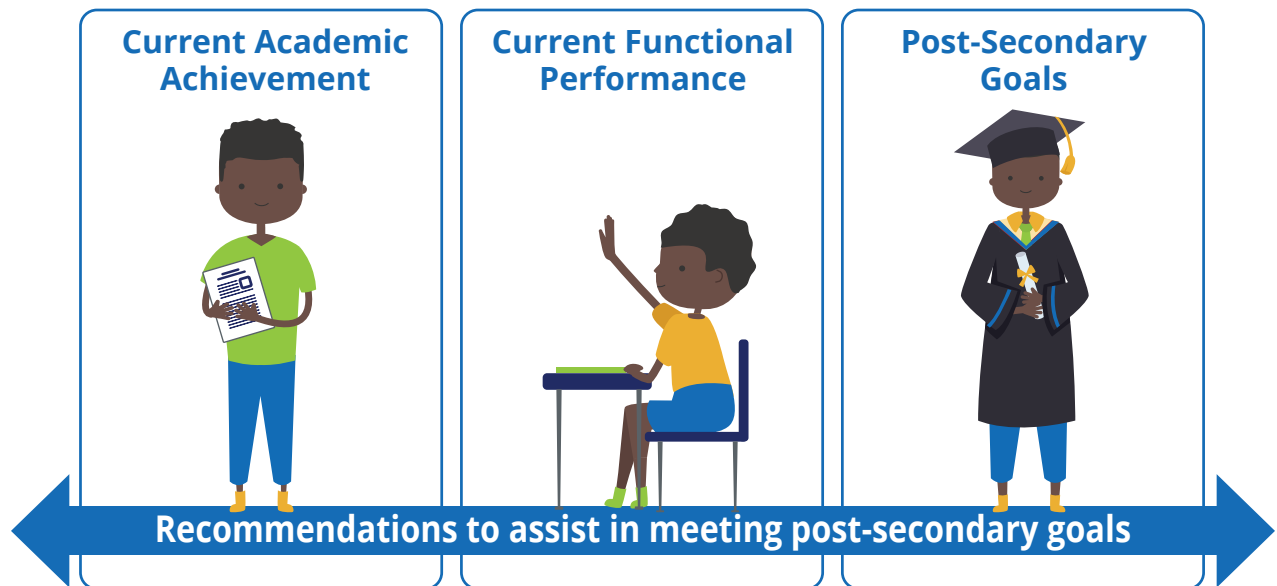 Current Academic
Achievement
Current Functional
Performance
Post-Secondary
Goals
Recommendations to assist in meeting post-secondary goals